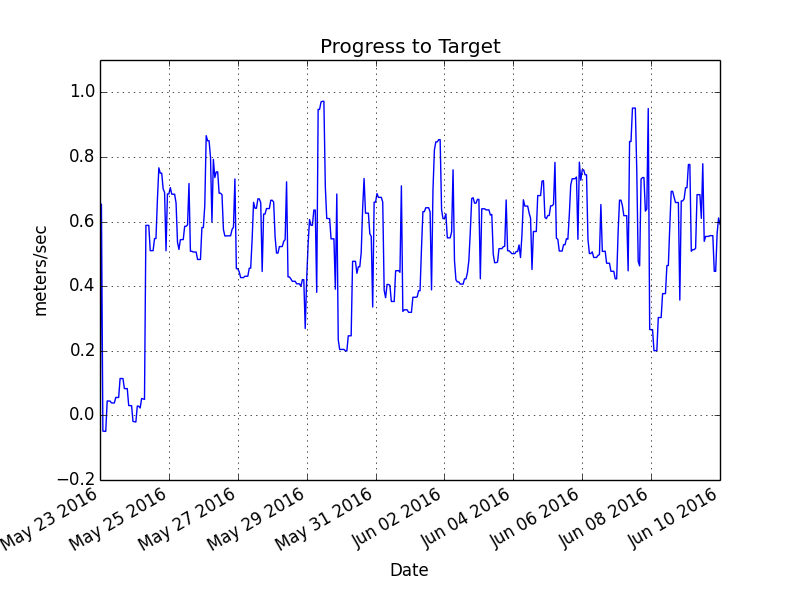 Progress to Target
1.0
0.8
0.6
0.4
0.2
0.0
−0.2
meters/sec
May 23 2016
May 25 2016
May 27 2016
May 29 2016
May 31 2016
Jun 02 2016
Jun 04 2016
Jun 06 2016
Jun 08 2016
Jun 10 2016
Date